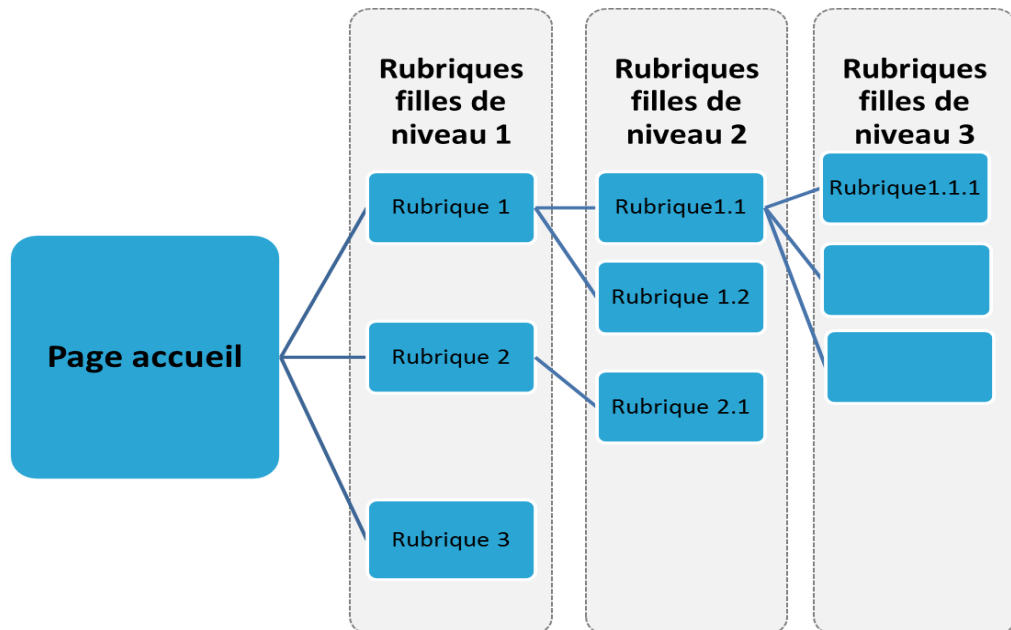 Rubriques
filles de
niveau 1
Rubriques
filles de
niveau 2
Rubriques
filles de
niveau 3
Page accueil
Rubrique 1
Rubrique 2
Rubrique 3
Rubrique1.1
Rubrique 1.2
Rubrique 2.1
Rubrique1.1.1